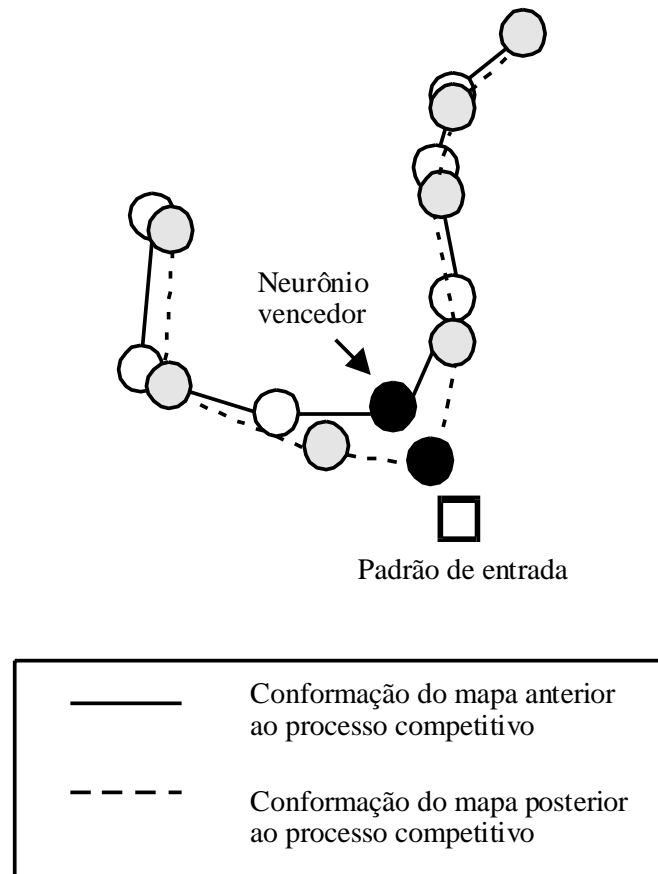 Neurônio
vencedor
Padrão de entrada
Conformação do mapa anterior
ao processo competitivo
Conformação do mapa posterior
ao processo competitivo